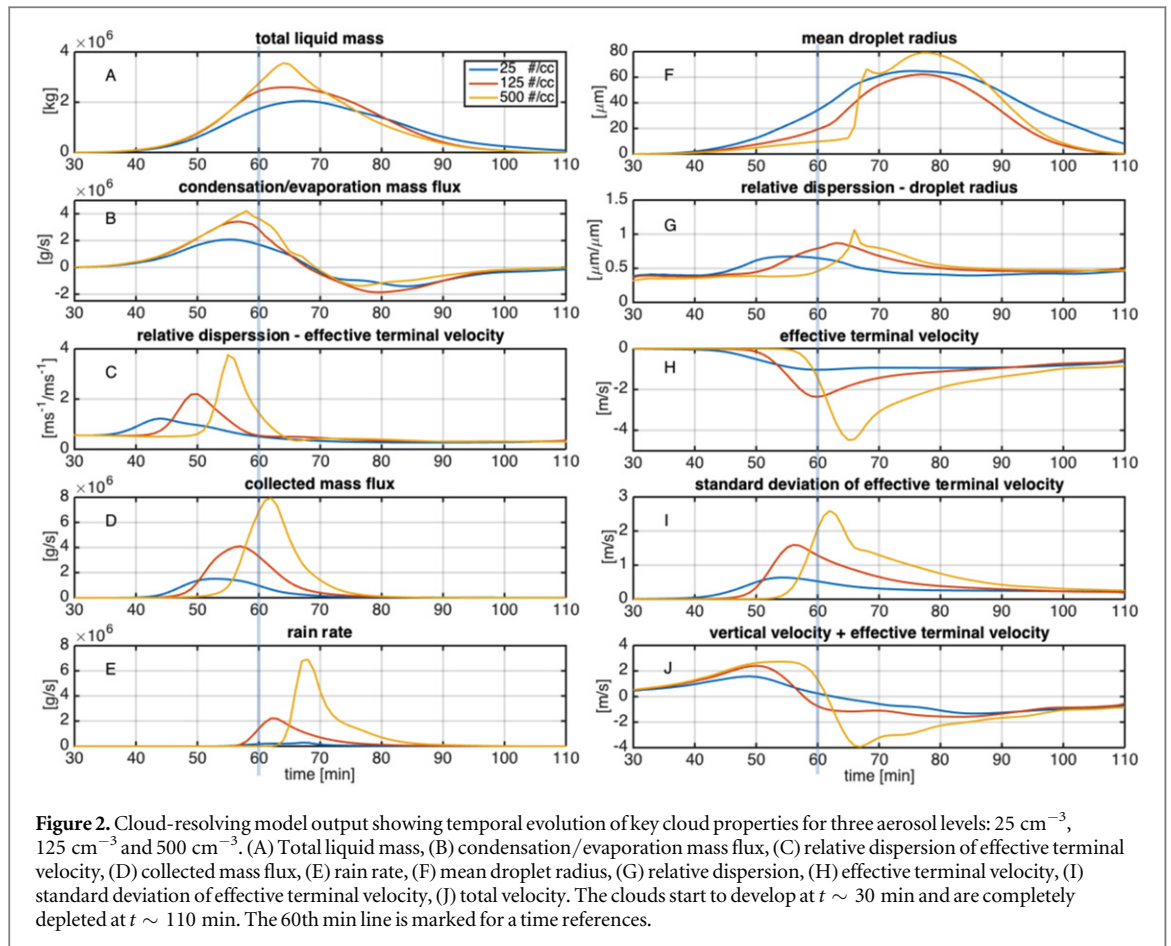 total liquid mass
×10⁶
[kg]
4
2
0
A
25 #/cc
125 #/cc
500 #/cc
30 40 50 60 70 80 90 100 110
condensation/evaporation mass flux
×10⁶
[g/s]
4
2
0
-2
B
30 40 50 60 70 80 90 100 110
relative disperssion - effective terminal velocity
[ms⁻¹/ms⁻¹]
4
2
0
C
30 40 50 60 70 80 90 100 110
collected mass flux
×10⁶
[g/s]
8
6
4
2
0
D
30 40 50 60 70 80 90 100 110
rain rate
×10⁶
[g/s]
8
6
4
2
0
E
30 40 50 60 70 80 90 100 110
time [min]
mean droplet radius
[μm]
80
60
40
20
0
F
30 40 50 60 70 80 90 100 110
relative disperssion - droplet radius
[μm/μm]
1.5
1
0.5
0
G
30 40 50 60 70 80 90 100 110
effective terminal velocity
[m/s]
0
-2
-4
H
30 40 50 60 70 80 90 100 110
standard deviation of effective terminal velocity
[m/s]
3
2
1
0
I
30 40 50 60 70 80 90 100 110
vertical velocity + effective terminal velocity
[m/s]
4
2
0
-2
-4
J
30 40 50 60 70 80 90 100 110
time [min]
Figure 2. Cloud-resolving model output showing temporal evolution of key cloud properties for three aerosol levels: 25 cm⁻³,
125 cm⁻³ and 500 cm⁻³. (A) Total liquid mass, (B) condensation/evaporation mass flux, (C) relative dispersion of effective terminal
velocity, (D) collected mass flux, (E) rain rate, (F) mean droplet radius, (G) relative dispersion, (H) effective terminal velocity, (I)
standard deviation of effective terminal velocity, (J) total velocity. The clouds start to develop at t ∼ 30 min and are completely
depleted at t ∼ 110 min. The 60th min line is marked for a time references.